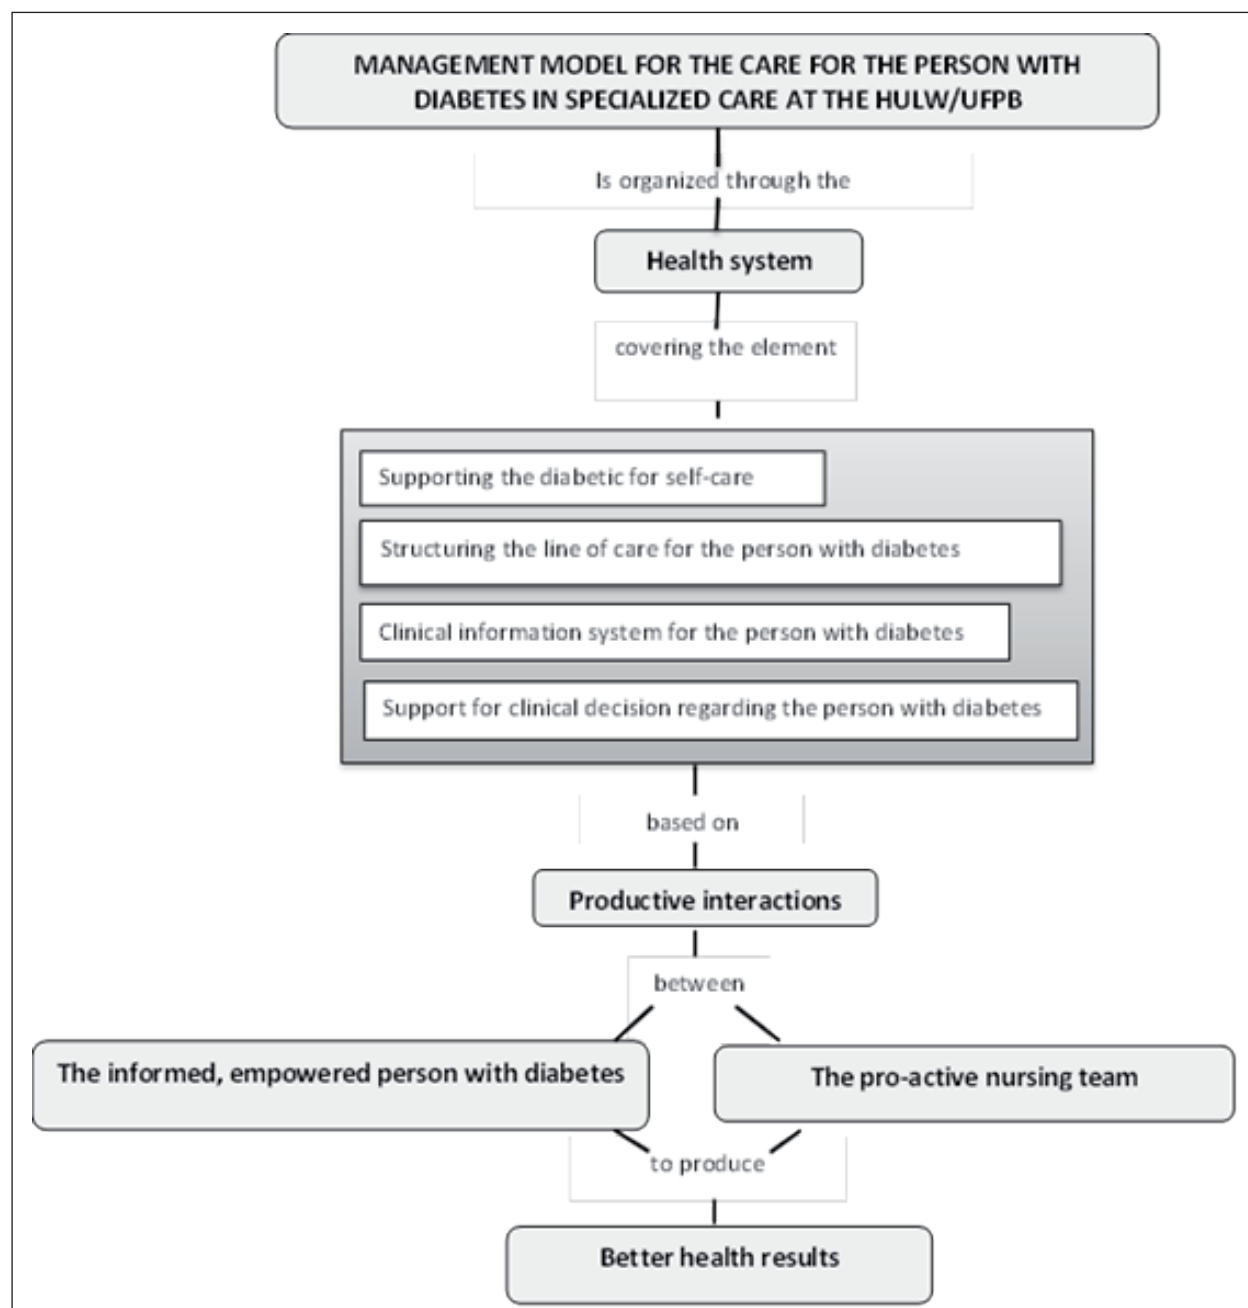 MANAGEMENT MODEL FOR THE CARE FOR THE PERSON WITH
DIABETES IN SPECIALIZED CARE AT THE HULW/UFPB
Is organized through the
Health system
covering the element
Supporting the diabetic for self-care
Structuring the line of care for the person with diabetes
Clinical information system for the person with diabetes
Support for clinical decision regarding the person with diabetes
based on
Productive interactions
between
The informed, empowered person with diabetes
The pro-active nursing team
to produce
Better health results